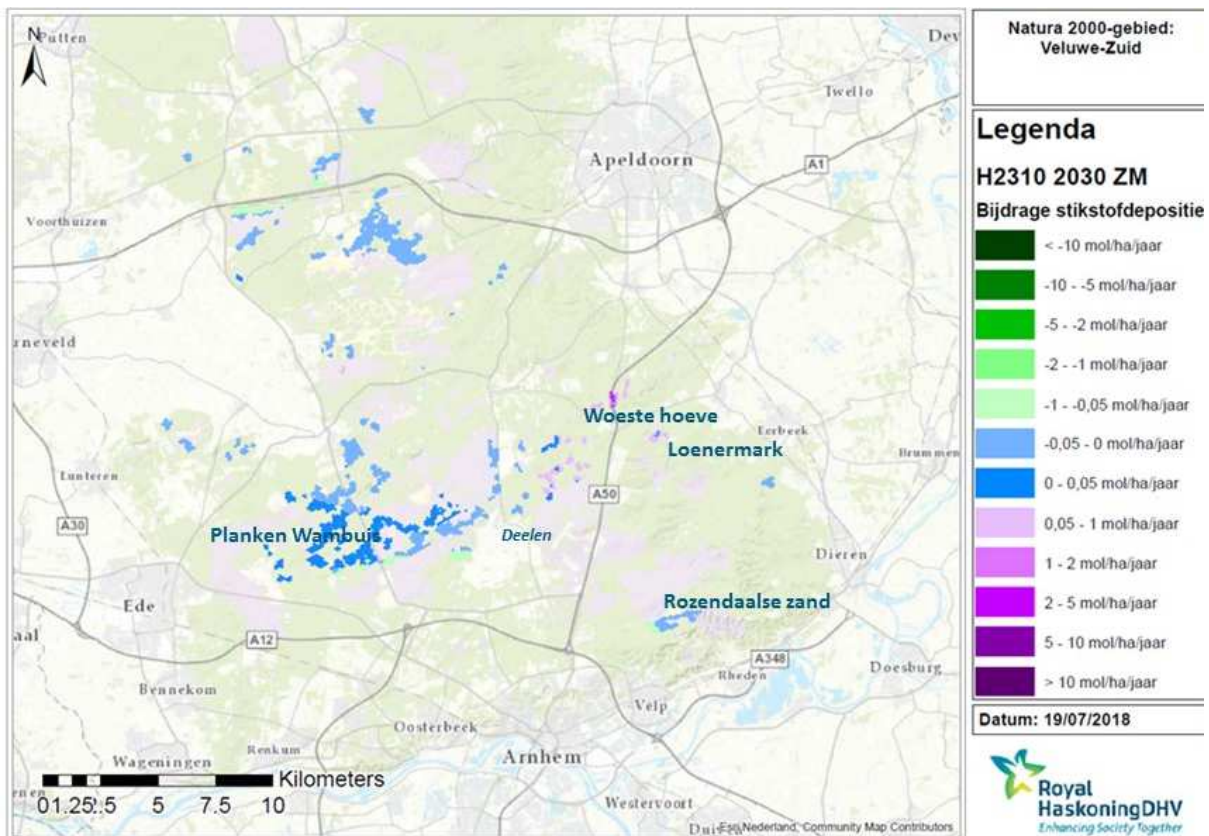 N
Putten
Dev
Twello
Apeldoorn
A1
Voorthuizen
rneveld
Woeste hoeve
Eerbeek
Loenermark
Brummen
Lunteren
A50
A30
Planken Wambuis
Deelen
Dieren
Ede
Rozendaalse zand
aal
A12
A348
Doesburg
Bennekom
Rheden
Velp
Oosterbeek
Renkum
Arnhem
Wageningen
Kilometers
5
7.5
10
Westervoort
Esri Nederland, Community Map Contributors
Natura 2000-gebied:
Veluwe-Zuid
Legenda
H2310 2030 ZM
Bijdrage stikstofdepositie
< -10 mol/ha/jaar
-10 - -5 mol/ha/jaar
-5 - -2 mol/ha/jaar
-2 - -1 mol/ha/jaar
-1 - -0,05 mol/ha/jaar
-0,05 - 0 mol/ha/jaar
0 - 0,05 mol/ha/jaar
0,05 - 1 mol/ha/jaar
1 - 2 mol/ha/jaar
2 - 5 mol/ha/jaar
5 - 10 mol/ha/jaar
> 10 mol/ha/jaar
Datum: 19/07/2018
Royal
HaskoningDHV
Enhancing Society Together